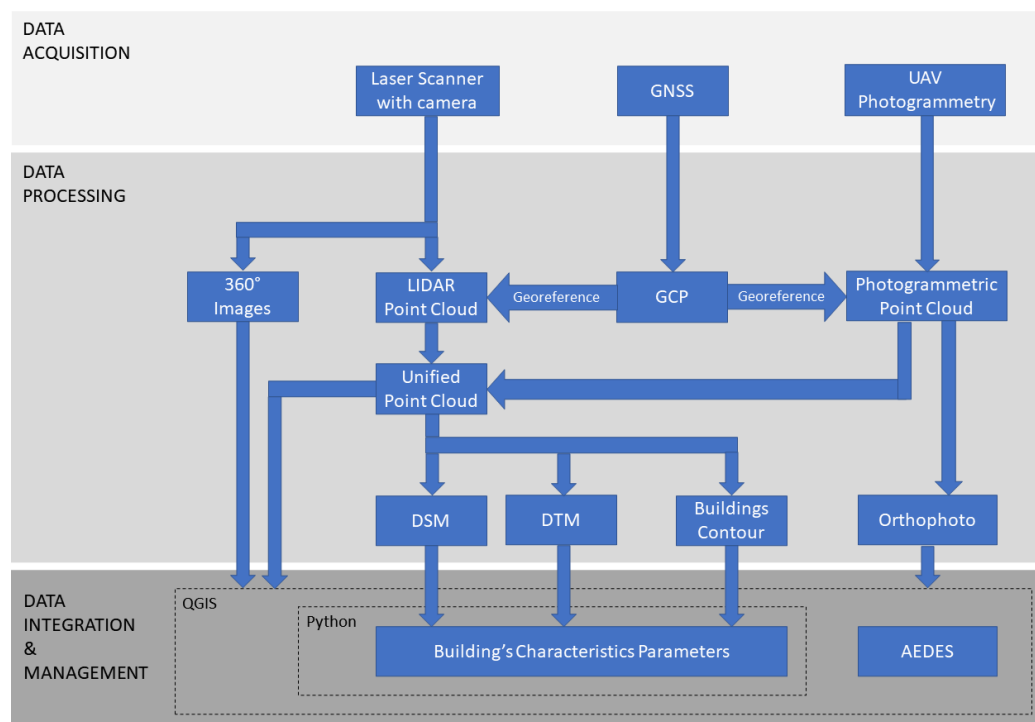 DATA
ACQUISITION
Laser Scanner
with camera
GNSS
UAV
Photogrammetry
DATA
PROCESSING
360°
Images
LIDAR
Point Cloud
Georeference
GCP
Georeference
Photogrammetric
Point Cloud
Unified
Point Cloud
DSM
DTM
Buildings
Contour
Orthophoto
DATA
INTEGRATION
&
MANAGEMENT
QGIS
Python
Building’s Characteristics Parameters
AEDES